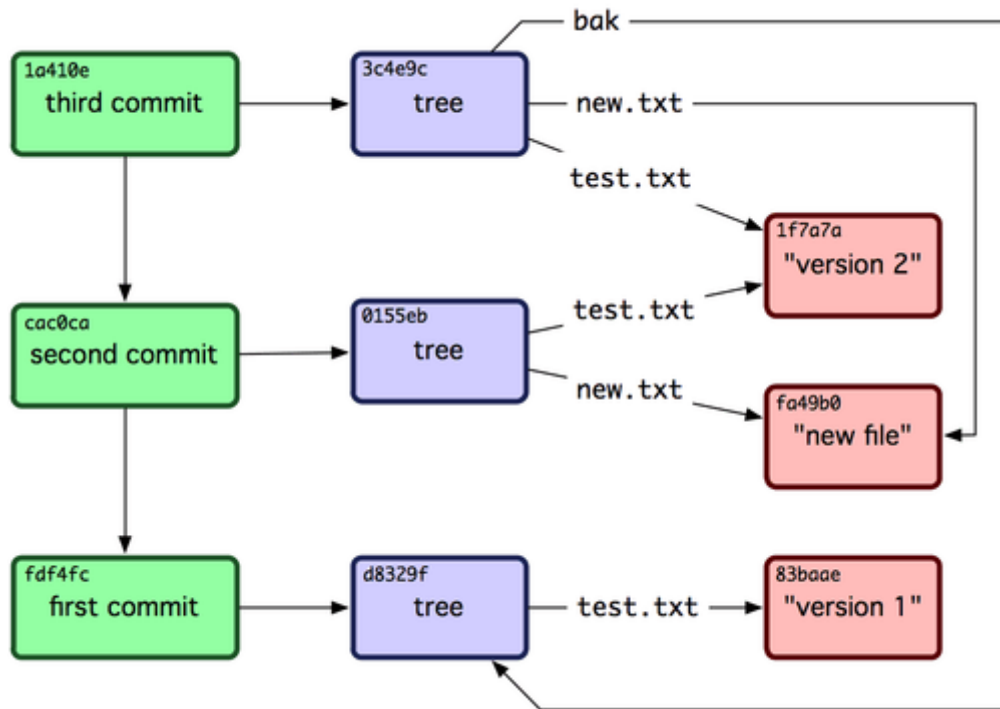 bak
1a410e
third commit
3c4e9c
tree
new.txt
test.txt
1f7a7a
"version 2"
cac0ca
second commit
0155eb
tree
test.txt
new.txt
fa49b0
"new file"
fdf4fc
first commit
d8329f
tree
test.txt
83baae
"version 1"